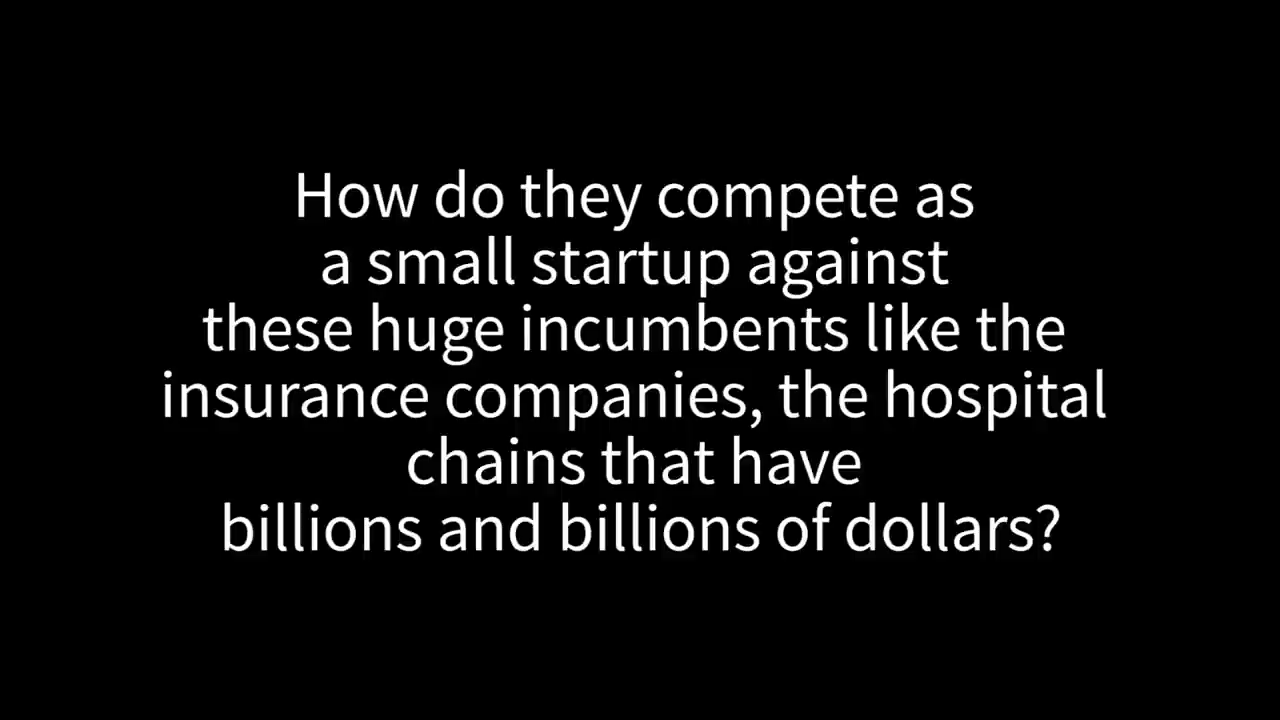 How do they compete as
a small startup against
these huge incumbents like the
insurance companies, the hospital
chains that have
billions and billions of dollars?